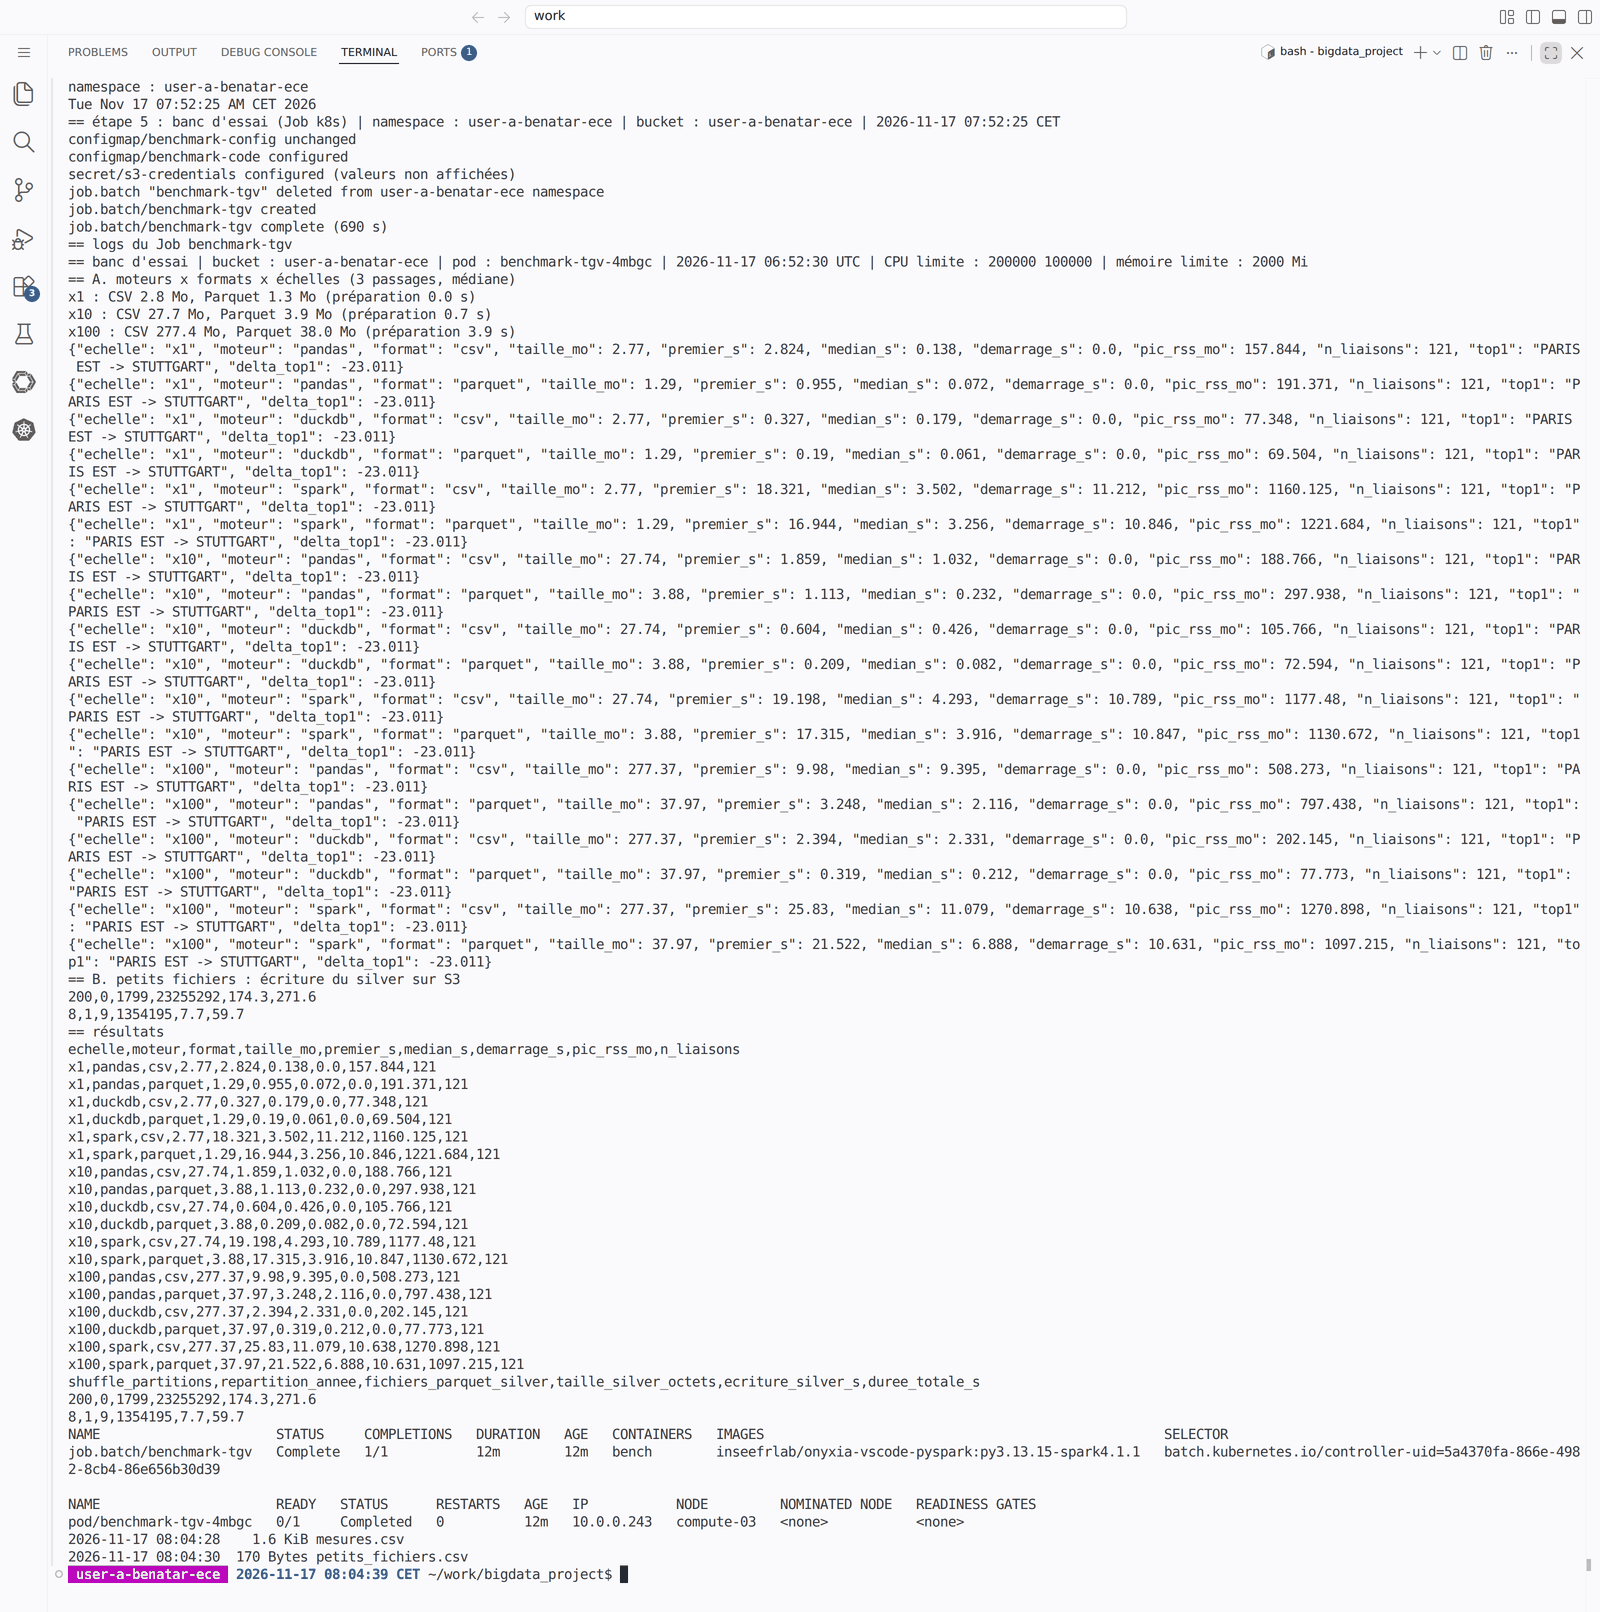 work
PROBLEMS OUTPUT DEBUG CONSOLE TERMINAL PORTS 1 bash - bigdata_project
3
namespace : user-a-benatar-ece
Tue Nov 17 07:52:25 AM CET 2026
== étape 5 : banc d'essai (Job k8s) | namespace : user-a-benatar-ece | bucket : user-a-benatar-ece | 2026-11-17 07:52:25 CET
configmap/benchmark-config unchanged
configmap/benchmark-code configured
secret/s3-credentials configured (valeurs non affichées)
job.batch "benchmark-tgv" deleted from user-a-benatar-ece namespace
job.batch/benchmark-tgv created
job.batch/benchmark-tgv complete (690 s)
== logs du Job benchmark-tgv
== banc d'essai | bucket : user-a-benatar-ece | pod : benchmark-tgv-4mbgc | 2026-11-17 06:52:30 UTC | CPU limite : 200000 100000 | mémoire limite : 2000 Mi
== A. moteurs x formats x échelles (3 passages, médiane)
x1 : CSV 2.8 Mo, Parquet 1.3 Mo (préparation 0.0 s)
x10 : CSV 27.7 Mo, Parquet 3.9 Mo (préparation 0.7 s)
x100 : CSV 277.4 Mo, Parquet 38.0 Mo (préparation 3.9 s)
{"echelle": "x1", "moteur": "pandas", "format": "csv", "taille_mo": 2.77, "premier_s": 2.824, "median_s": 0.138, "demarrage_s": 0.0, "pic_rss_mo": 157.844, "n_liaisons": 121, "top1": "PARIS
 EST -> STUTTGART", "delta_top1": -23.011}
{"echelle": "x1", "moteur": "pandas", "format": "parquet", "taille_mo": 1.29, "premier_s": 0.955, "median_s": 0.072, "demarrage_s": 0.0, "pic_rss_mo": 191.371, "n_liaisons": 121, "top1": "P
ARIS EST -> STUTTGART", "delta_top1": -23.011}
{"echelle": "x1", "moteur": "duckdb", "format": "csv", "taille_mo": 2.77, "premier_s": 0.327, "median_s": 0.179, "demarrage_s": 0.0, "pic_rss_mo": 77.348, "n_liaisons": 121, "top1": "PARIS
EST -> STUTTGART", "delta_top1": -23.011}
{"echelle": "x1", "moteur": "duckdb", "format": "parquet", "taille_mo": 1.29, "premier_s": 0.19, "median_s": 0.061, "demarrage_s": 0.0, "pic_rss_mo": 69.504, "n_liaisons": 121, "top1": "PAR
IS EST -> STUTTGART", "delta_top1": -23.011}
{"echelle": "x1", "moteur": "spark", "format": "csv", "taille_mo": 2.77, "premier_s": 18.321, "median_s": 3.502, "demarrage_s": 11.212, "pic_rss_mo": 1160.125, "n_liaisons": 121, "top1": "P
ARIS EST -> STUTTGART", "delta_top1": -23.011}
{"echelle": "x1", "moteur": "spark", "format": "parquet", "taille_mo": 1.29, "premier_s": 16.944, "median_s": 3.256, "demarrage_s": 10.846, "pic_rss_mo": 1221.684, "n_liaisons": 121, "top1"
: "PARIS EST -> STUTTGART", "delta_top1": -23.011}
{"echelle": "x10", "moteur": "pandas", "format": "csv", "taille_mo": 27.74, "premier_s": 1.859, "median_s": 1.032, "demarrage_s": 0.0, "pic_rss_mo": 188.766, "n_liaisons": 121, "top1": "PAR
IS EST -> STUTTGART", "delta_top1": -23.011}
{"echelle": "x10", "moteur": "pandas", "format": "parquet", "taille_mo": 3.88, "premier_s": 1.113, "median_s": 0.232, "demarrage_s": 0.0, "pic_rss_mo": 297.938, "n_liaisons": 121, "top1": "
PARIS EST -> STUTTGART", "delta_top1": -23.011}
{"echelle": "x10", "moteur": "duckdb", "format": "csv", "taille_mo": 27.74, "premier_s": 0.604, "median_s": 0.426, "demarrage_s": 0.0, "pic_rss_mo": 105.766, "n_liaisons": 121, "top1": "PAR
IS EST -> STUTTGART", "delta_top1": -23.011}
{"echelle": "x10", "moteur": "duckdb", "format": "parquet", "taille_mo": 3.88, "premier_s": 0.209, "median_s": 0.082, "demarrage_s": 0.0, "pic_rss_mo": 72.594, "n_liaisons": 121, "top1": "P
ARIS EST -> STUTTGART", "delta_top1": -23.011}
{"echelle": "x10", "moteur": "spark", "format": "csv", "taille_mo": 27.74, "premier_s": 19.198, "median_s": 4.293, "demarrage_s": 10.789, "pic_rss_mo": 1177.48, "n_liaisons": 121, "top1": "
PARIS EST -> STUTTGART", "delta_top1": -23.011}
{"echelle": "x10", "moteur": "spark", "format": "parquet", "taille_mo": 3.88, "premier_s": 17.315, "median_s": 3.916, "demarrage_s": 10.847, "pic_rss_mo": 1130.672, "n_liaisons": 121, "top1
": "PARIS EST -> STUTTGART", "delta_top1": -23.011}
{"echelle": "x100", "moteur": "pandas", "format": "csv", "taille_mo": 277.37, "premier_s": 9.98, "median_s": 9.395, "demarrage_s": 0.0, "pic_rss_mo": 508.273, "n_liaisons": 121, "top1": "PA
RIS EST -> STUTTGART", "delta_top1": -23.011}
{"echelle": "x100", "moteur": "pandas", "format": "parquet", "taille_mo": 37.97, "premier_s": 3.248, "median_s": 2.116, "demarrage_s": 0.0, "pic_rss_mo": 797.438, "n_liaisons": 121, "top1":
 "PARIS EST -> STUTTGART", "delta_top1": -23.011}
{"echelle": "x100", "moteur": "duckdb", "format": "csv", "taille_mo": 277.37, "premier_s": 2.394, "median_s": 2.331, "demarrage_s": 0.0, "pic_rss_mo": 202.145, "n_liaisons": 121, "top1": "P
ARIS EST -> STUTTGART", "delta_top1": -23.011}
{"echelle": "x100", "moteur": "duckdb", "format": "parquet", "taille_mo": 37.97, "premier_s": 0.319, "median_s": 0.212, "demarrage_s": 0.0, "pic_rss_mo": 77.773, "n_liaisons": 121, "top1":
"PARIS EST -> STUTTGART", "delta_top1": -23.011}
{"echelle": "x100", "moteur": "spark", "format": "csv", "taille_mo": 277.37, "premier_s": 25.83, "median_s": 11.079, "demarrage_s": 10.638, "pic_rss_mo": 1270.898, "n_liaisons": 121, "top1"
: "PARIS EST -> STUTTGART", "delta_top1": -23.011}
{"echelle": "x100", "moteur": "spark", "format": "parquet", "taille_mo": 37.97, "premier_s": 21.522, "median_s": 6.888, "demarrage_s": 10.631, "pic_rss_mo": 1097.215, "n_liaisons": 121, "to
p1": "PARIS EST -> STUTTGART", "delta_top1": -23.011}
== B. petits fichiers : écriture du silver sur S3
200,0,1799,23255292,174.3,271.6
8,1,9,1354195,7.7,59.7
== résultats
echelle,moteur,format,taille_mo,premier_s,median_s,demarrage_s,pic_rss_mo,n_liaisons
x1,pandas,csv,2.77,2.824,0.138,0.0,157.844,121
x1,pandas,parquet,1.29,0.955,0.072,0.0,191.371,121
x1,duckdb,csv,2.77,0.327,0.179,0.0,77.348,121
x1,duckdb,parquet,1.29,0.19,0.061,0.0,69.504,121
x1,spark,csv,2.77,18.321,3.502,11.212,1160.125,121
x1,spark,parquet,1.29,16.944,3.256,10.846,1221.684,121
x10,pandas,csv,27.74,1.859,1.032,0.0,188.766,121
x10,pandas,parquet,3.88,1.113,0.232,0.0,297.938,121
x10,duckdb,csv,27.74,0.604,0.426,0.0,105.766,121
x10,duckdb,parquet,3.88,0.209,0.082,0.0,72.594,121
x10,spark,csv,27.74,19.198,4.293,10.789,1177.48,121
x10,spark,parquet,3.88,17.315,3.916,10.847,1130.672,121
x100,pandas,csv,277.37,9.98,9.395,0.0,508.273,121
x100,pandas,parquet,37.97,3.248,2.116,0.0,797.438,121
x100,duckdb,csv,277.37,2.394,2.331,0.0,202.145,121
x100,duckdb,parquet,37.97,0.319,0.212,0.0,77.773,121
x100,spark,csv,277.37,25.83,11.079,10.638,1270.898,121
x100,spark,parquet,37.97,21.522,6.888,10.631,1097.215,121
shuffle_partitions,repartition_annee,fichiers_parquet_silver,taille_silver_octets,ecriture_silver_s,duree_totale_s
200,0,1799,23255292,174.3,271.6
8,1,9,1354195,7.7,59.7
NAME STATUS COMPLETIONS DURATION AGE CONTAINERS IMAGES SELECTOR
job.batch/benchmark-tgv Complete 1/1 12m 12m bench inseefrlab/onyxia-vscode-pyspark:py3.13.15-spark4.1.1 batch.kubernetes.io/controller-uid=5a4370fa-866e-498
2-8cb4-86e656b30d39
NAME READY STATUS RESTARTS AGE IP NODE NOMINATED NODE READINESS GATES
pod/benchmark-tgv-4mbgc 0/1 Completed 0 12m 10.0.0.243 compute-03 <none> <none>
2026-11-17 08:04:28 1.6 KiB mesures.csv
2026-11-17 08:04:30 170 Bytes petits_fichiers.csv
user-a-benatar-ece 2026-11-17 08:04:39 CET ~/work/bigdata_project$